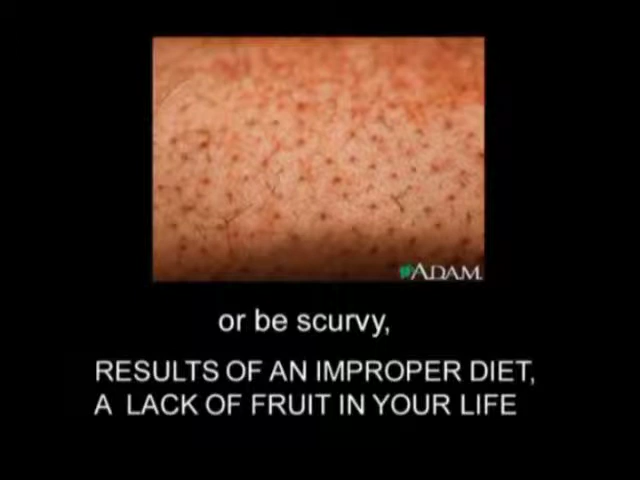 ADAM.
or be scurvy,
RESULTS OF AN IMPROPER DIET,
A LACK OF FRUIT IN YOUR LIFE